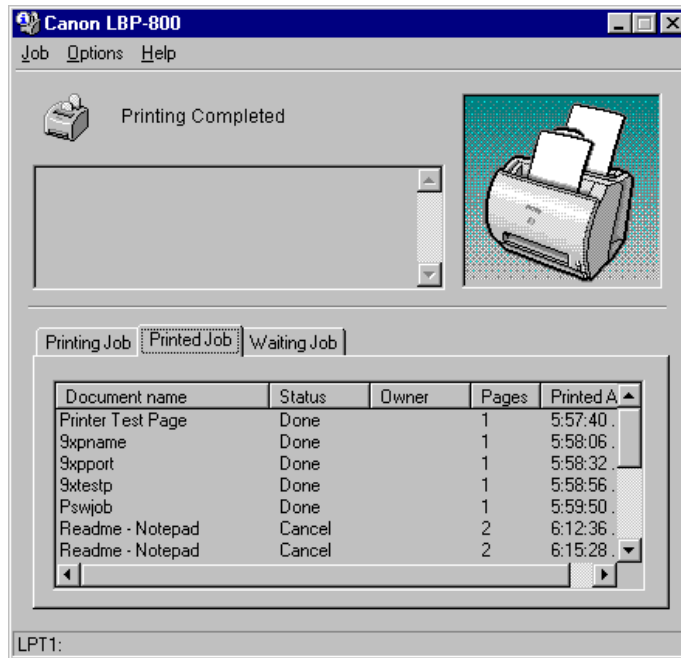 Canon LBP-800
Job Options Help
Printing Completed
Printing Job Printed Job Waiting Job
Document name Status Owner Pages Printed A
Printer Test Page Done 1 5:57:40 .
9xpname Done 1 5:58:06 .
9xpport Done 1 5:58:32 .
9xtestp Done 1 5:58:56 .
Pswjob Done 1 5:59:50 .
Readme - Notepad Cancel 2 6:12:36 .
Readme - Notepad Cancel 2 6:15:28 .
LPT1: